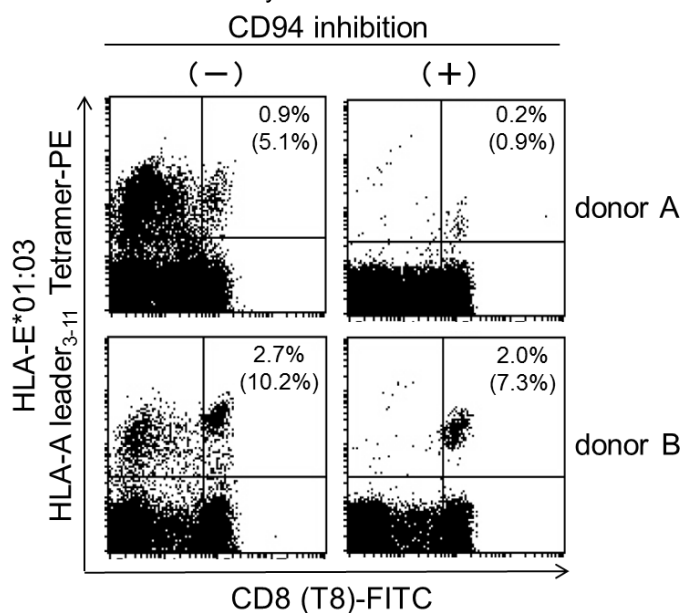 CD94 inhibition
(−)
(+)
0.9%
(5.1%)
0.2%
(0.9%)
donor A
2.7%
(10.2%)
2.0%
(7.3%)
donor B
HLA-E*01:03
HLA-A leader3-11 Tetramer-PE
CD8 (T8)-FITC